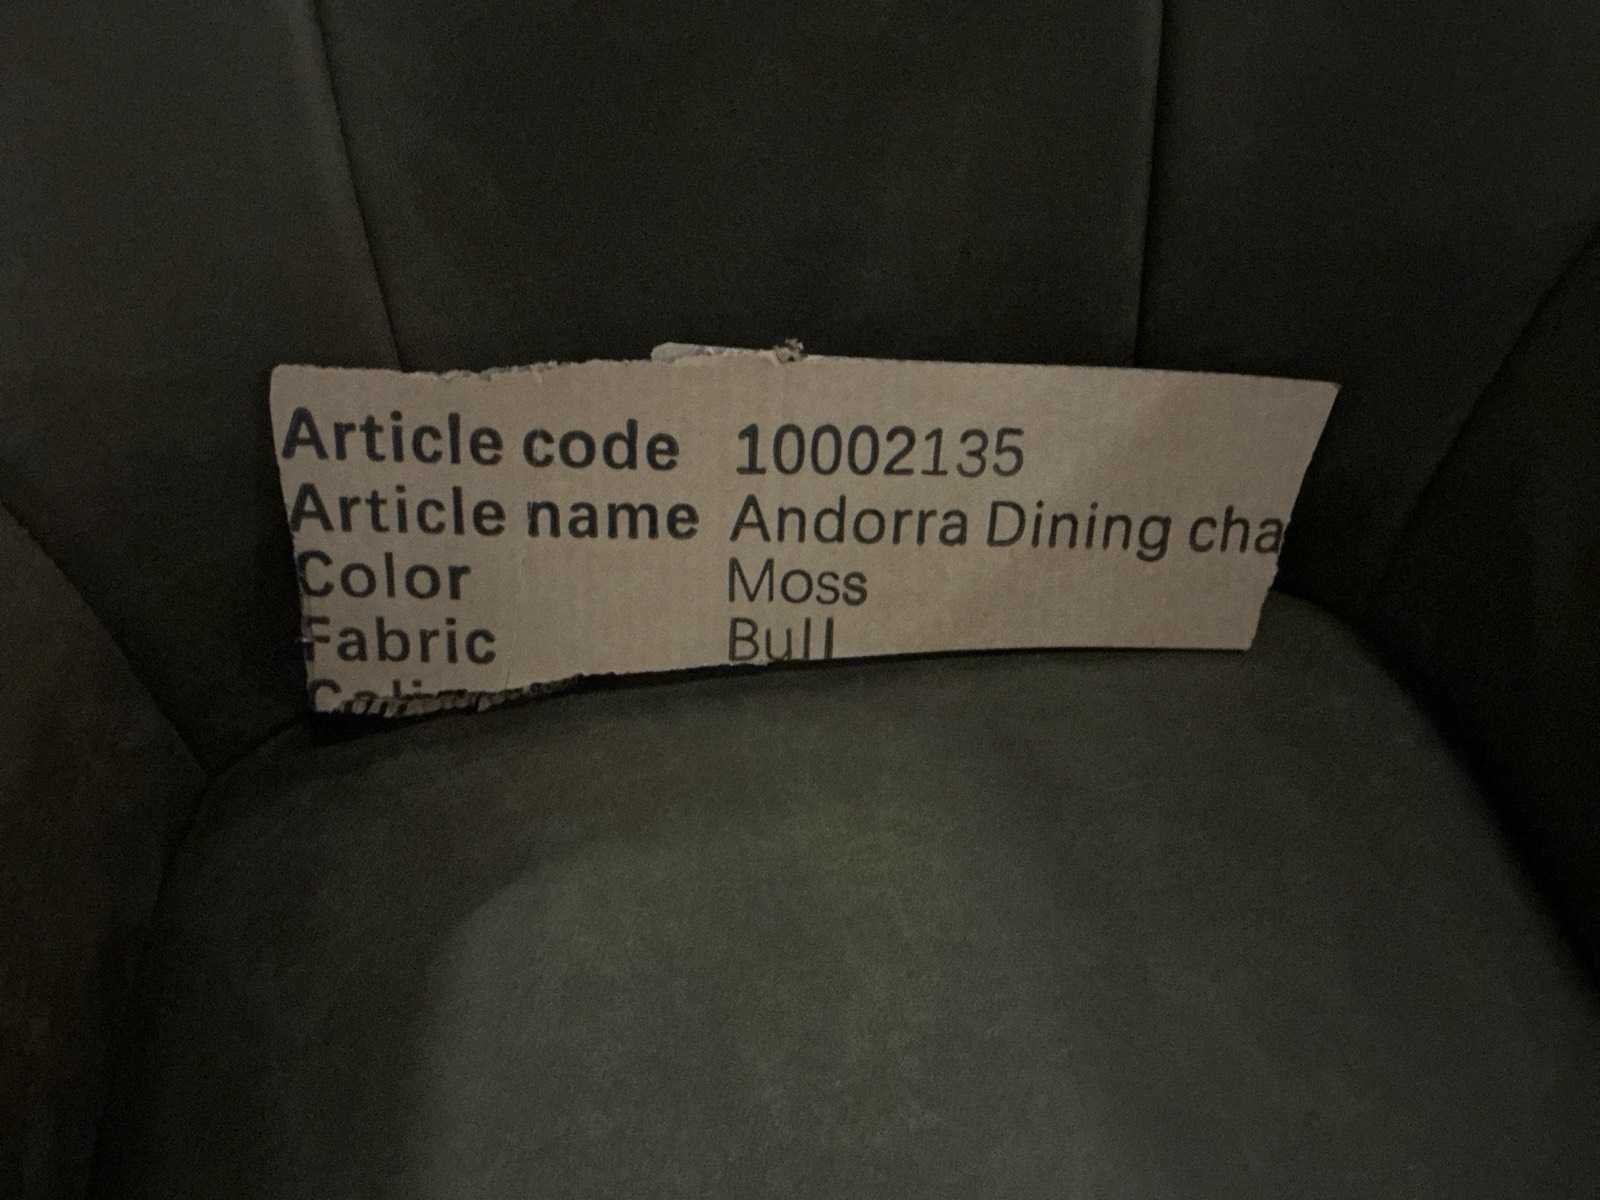 Article code 10002135
Article name Andorra Dining cha
Color Moss
Fabric Bull